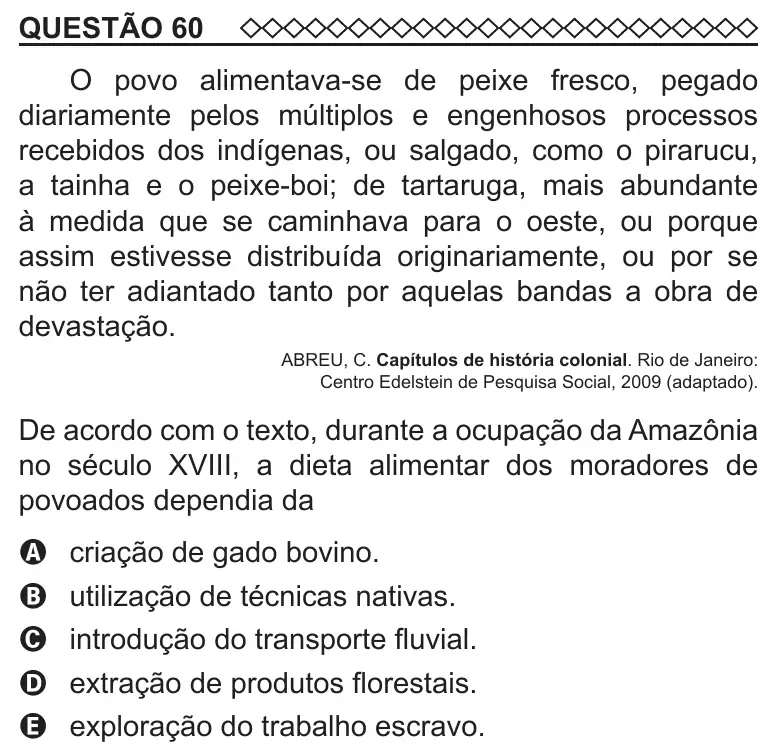 QUESTÃO 60
O povo alimentava-se de peixe fresco, pegado
diariamente pelos múltiplos e engenhosos processos
recebidos dos indígenas, ou salgado, como o pirarucu,
a tainha e o peixe-boi; de tartaruga, mais abundante
à medida que se caminhava para o oeste, ou porque
assim estivesse distribuída originariamente, ou por se
não ter adiantado tanto por aquelas bandas a obra de
devastação.
ABREU, C. Capítulos de história colonial. Rio de Janeiro:
Centro Edelstein de Pesquisa Social, 2009 (adaptado).
De acordo com o texto, durante a ocupação da Amazônia
no século XVIII, a dieta alimentar dos moradores de
povoados dependia da
A criação de gado bovino.
B utilização de técnicas nativas.
C introdução do transporte fluvial.
D extração de produtos florestais.
E exploração do trabalho escravo.